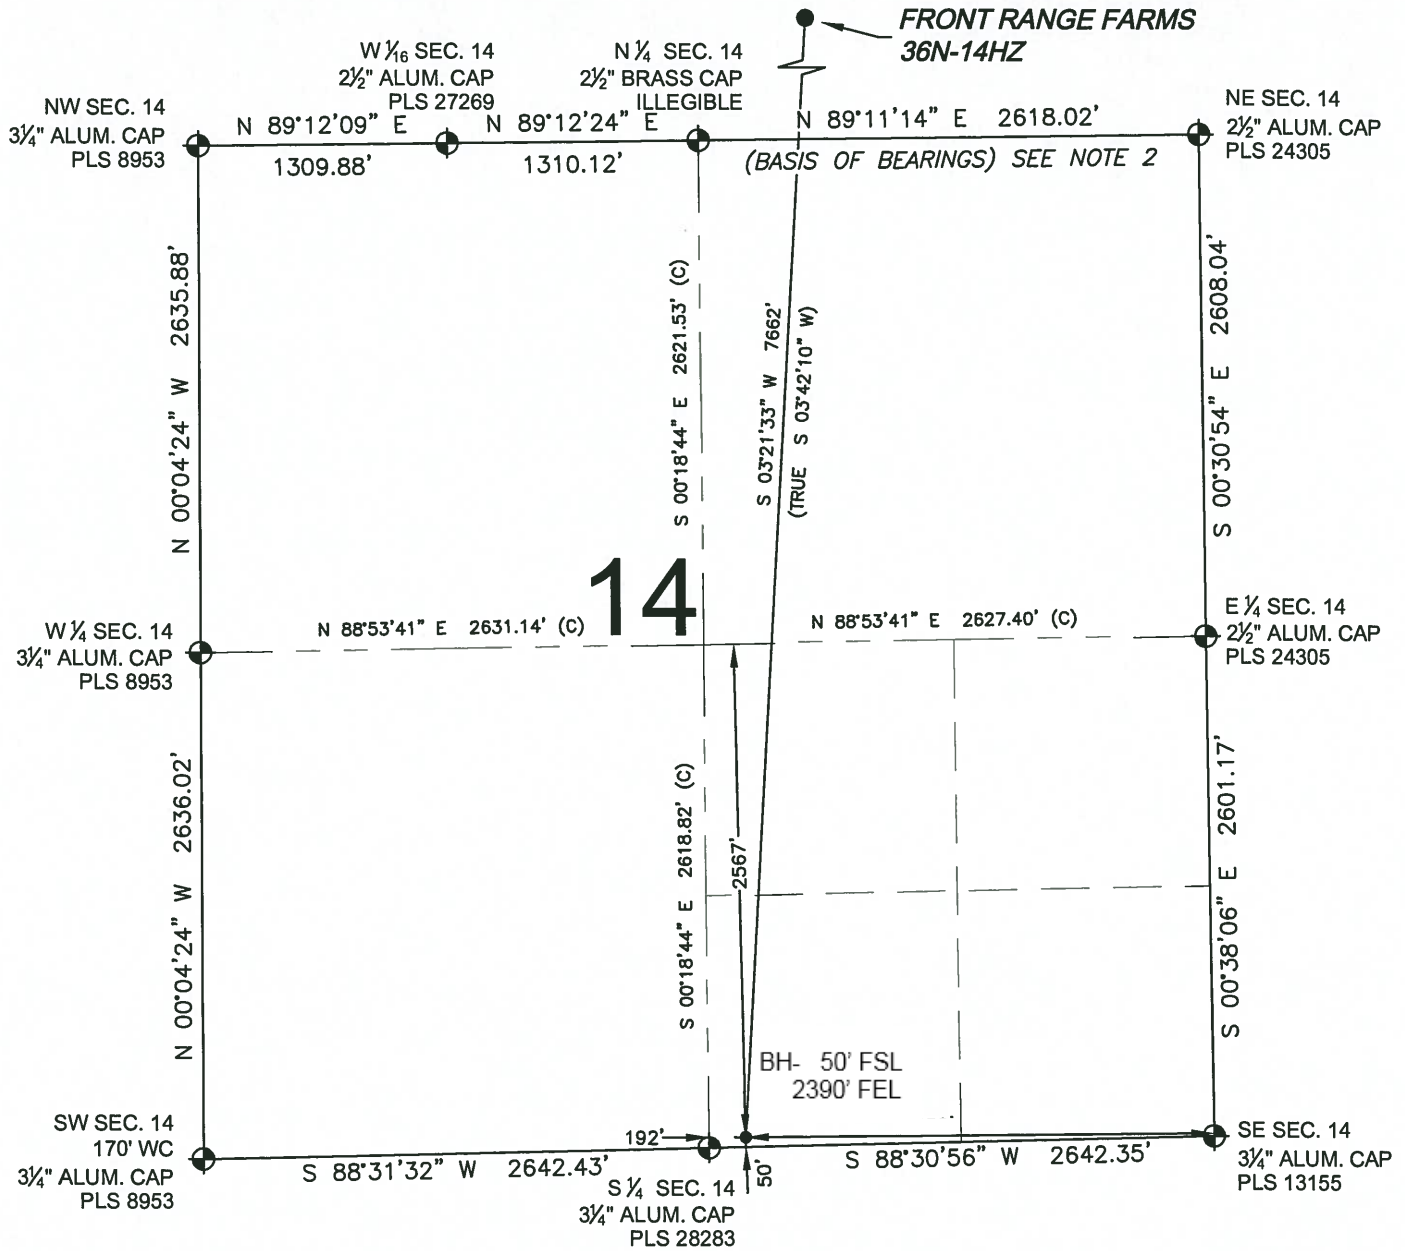 FRONT RANGE FARMS
36N-14HZ
W 1/16 SEC. 14
2½" ALUM. CAP
PLS 27269
N ¼ SEC. 14
2½" BRASS CAP
ILLEGIBLE
NW SEC. 14
3¼" ALUM. CAP
PLS 8953
NE SEC. 14
2½" ALUM. CAP
PLS 24305
N 89°12'09" E
1309.88'
N 89°12'24" E
1310.12'
N 89°11'14" E 2618.02'
(BASIS OF BEARINGS) SEE NOTE 2
N 00°04'24" W 2635.88'
S 00°18'44" E 2621.53' (C)
S 03°21'33" W 7662'
(TRUE S 03°42'10" W)
S 00°30'54" E 2608.04'
14
W ¼ SEC. 14
3¼" ALUM. CAP
PLS 8953
N 88°53'41" E 2631.14' (C)
N 88°53'41" E 2627.40' (C)
E ¼ SEC. 14
2½" ALUM. CAP
PLS 24305
N 00°04'24" W 2636.02'
S 00°18'44" E 2618.82' (C)
2567'
S 00°38'06" E 2601.17'
BH- 50' FSL
2390' FEL
SW SEC. 14
170' WC
3¼" ALUM. CAP
PLS 8953
192'
S 88°31'32" W 2642.43'
S ¼ SEC. 14
3¼" ALUM. CAP
PLS 28283
50'
S 88°30'56" W 2642.35'
SE SEC. 14
3¼" ALUM. CAP
PLS 13155